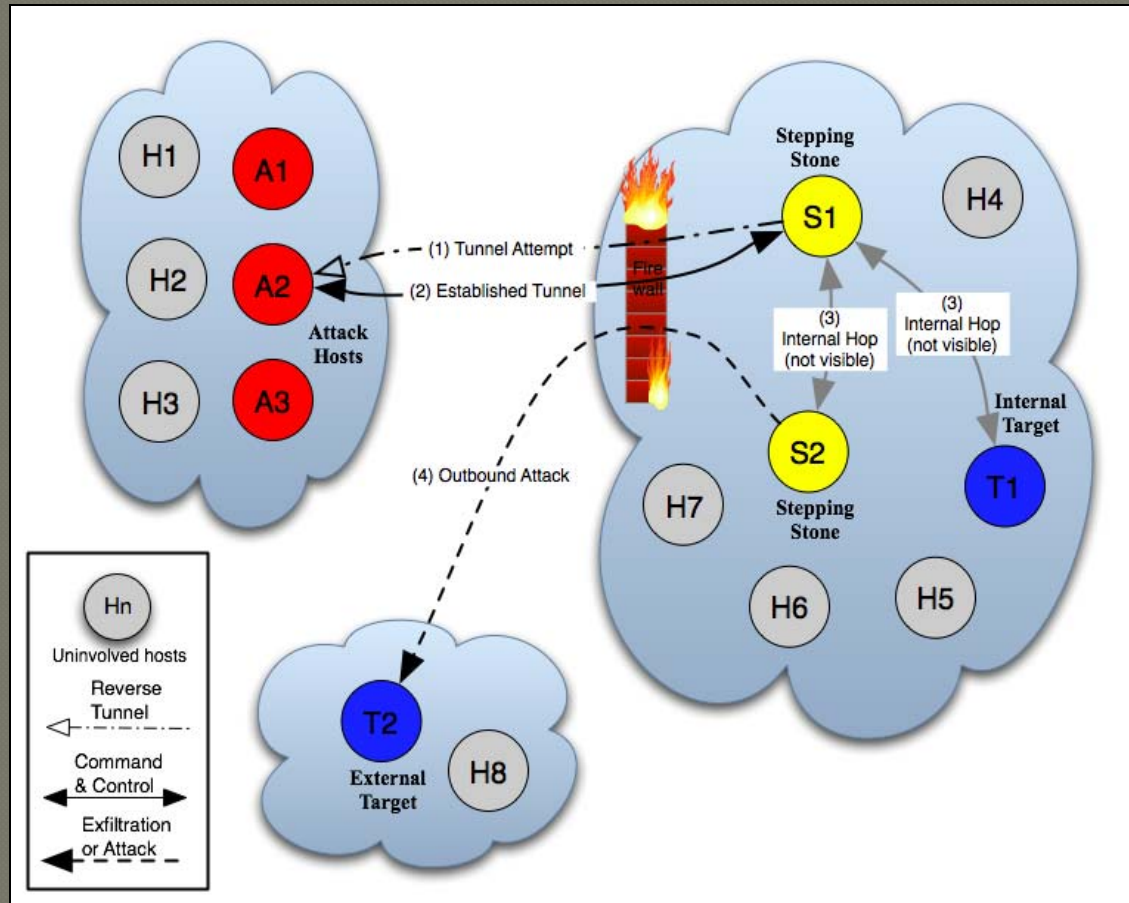 H1
A1
H2
A2
Attack
Hosts
H3
A3
(1) Tunnel Attempt
(2) Established Tunnel
Fire
wall
Stepping
Stone
S1
H4
(3)
Internal Hop
(not visible)
(3)
Internal Hop
(not visible)
Internal
Target
T1
S2
Stepping
Stone
H7
H6
H5
(4) Outbound Attack
T2
External
Target
H8
Hn
Uninvolved hosts
Reverse
Tunnel
Command
& Control
Exfiltration
or Attack